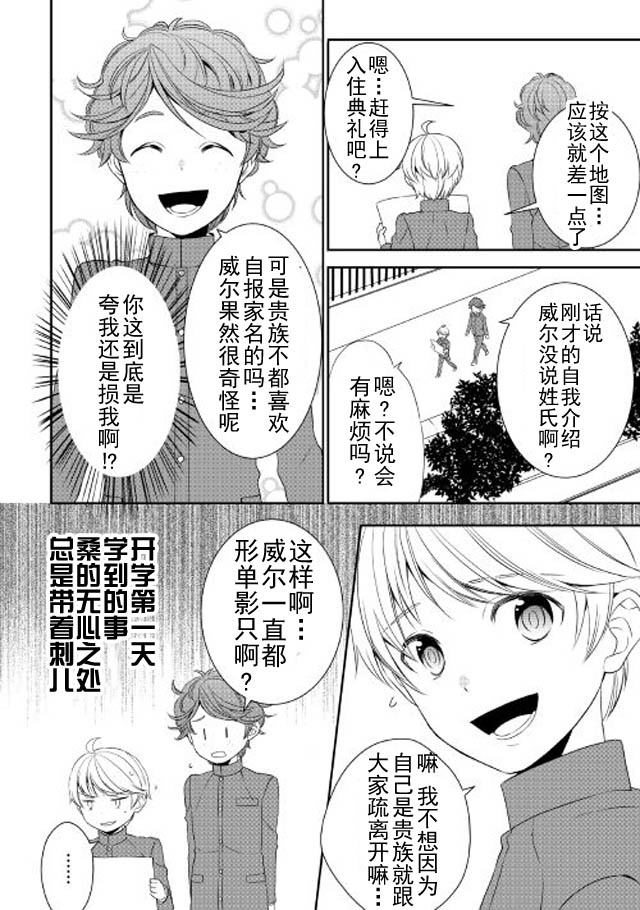 按这个地图…
应该就差一点了
嗯…赶得上
入住典礼吧?
话说
刚才的自我介绍
威尔没说姓氏啊?
嗯?不说会
有麻烦吗?
可是贵族不都喜欢
自报家名的吗…
威尔果然很奇怪呢
你这到底是
夸我还是损我啊!?
嘛 我不想因为
自己是贵族就跟
大家疏离开嘛…
这样啊…
威尔一直都
形单影只啊?
……
开学第一天
学到的事
桑的无心之处
总是带着刺儿